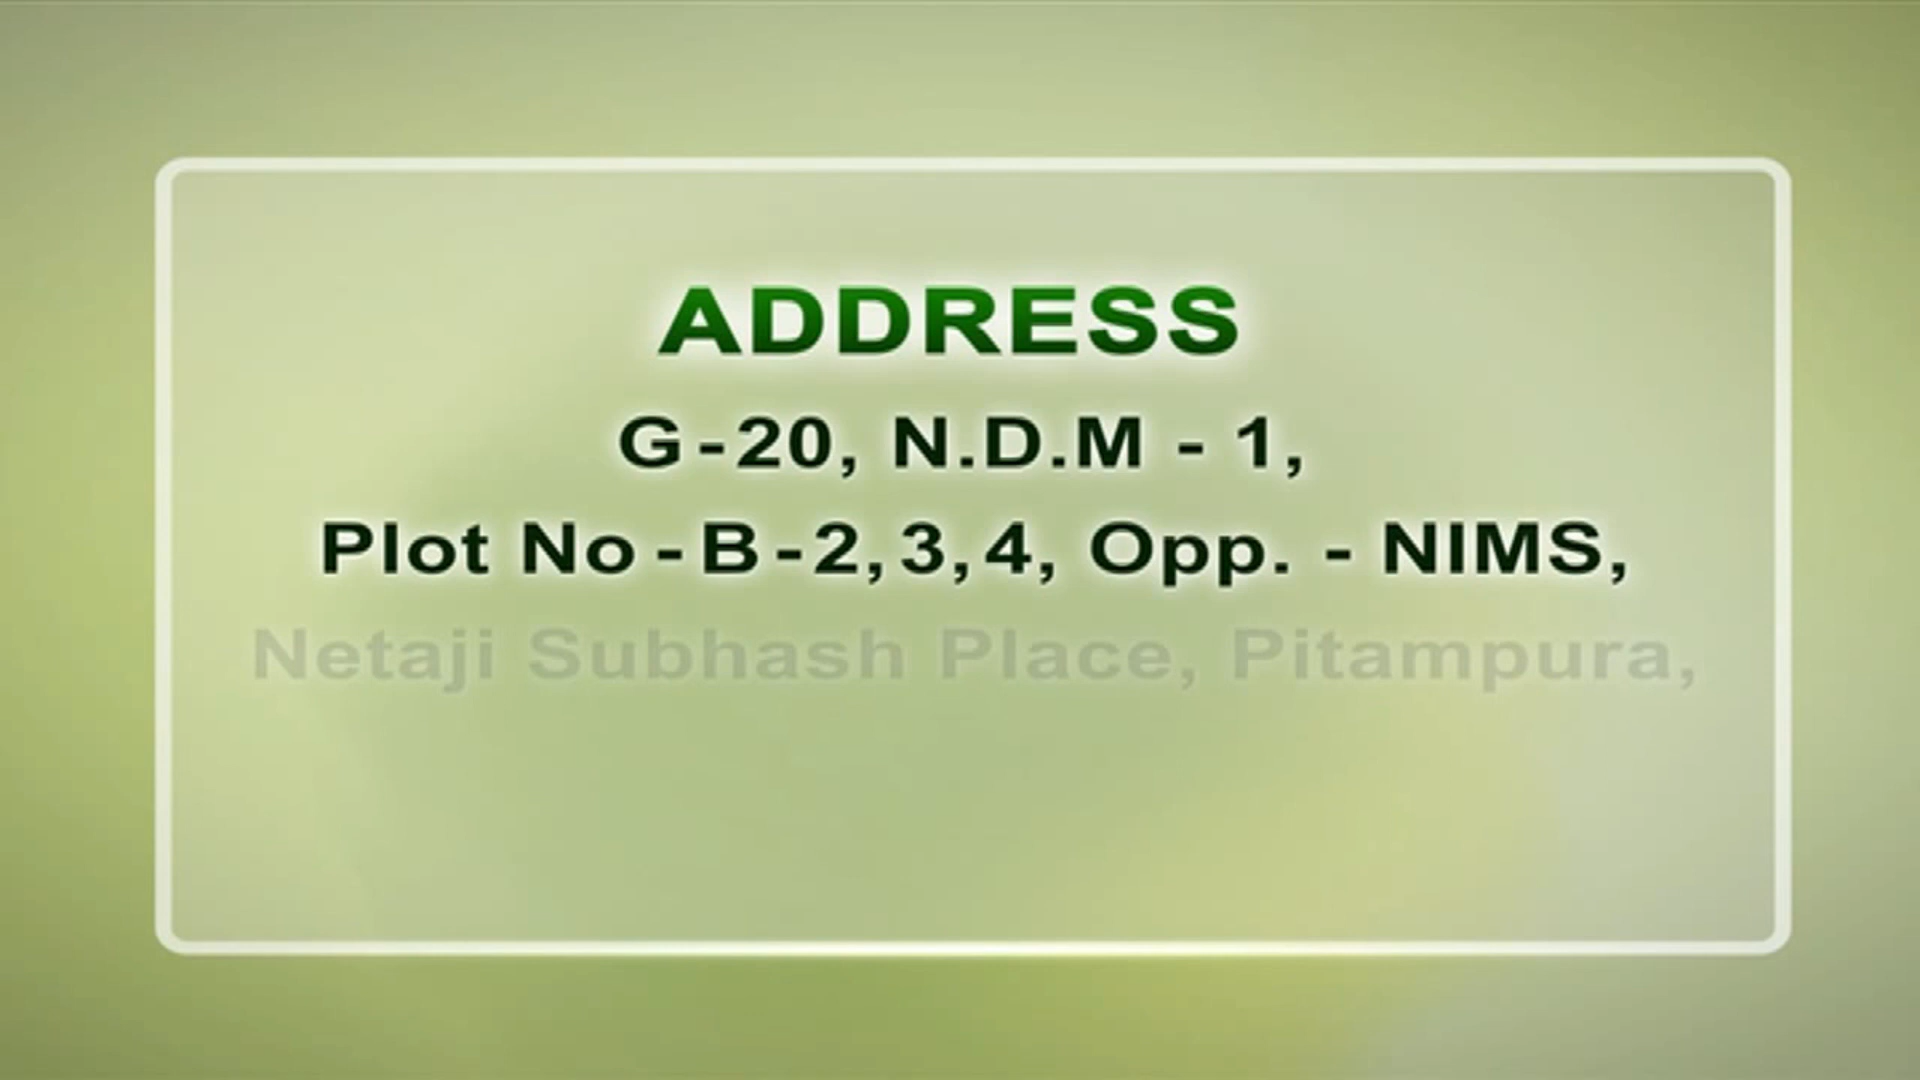 ADDRESS
G-20, N.D.M - 1,
Plot No-B-2,3,4, Opp. - NIMS,
Netaji Subhash Place, Pitampura,